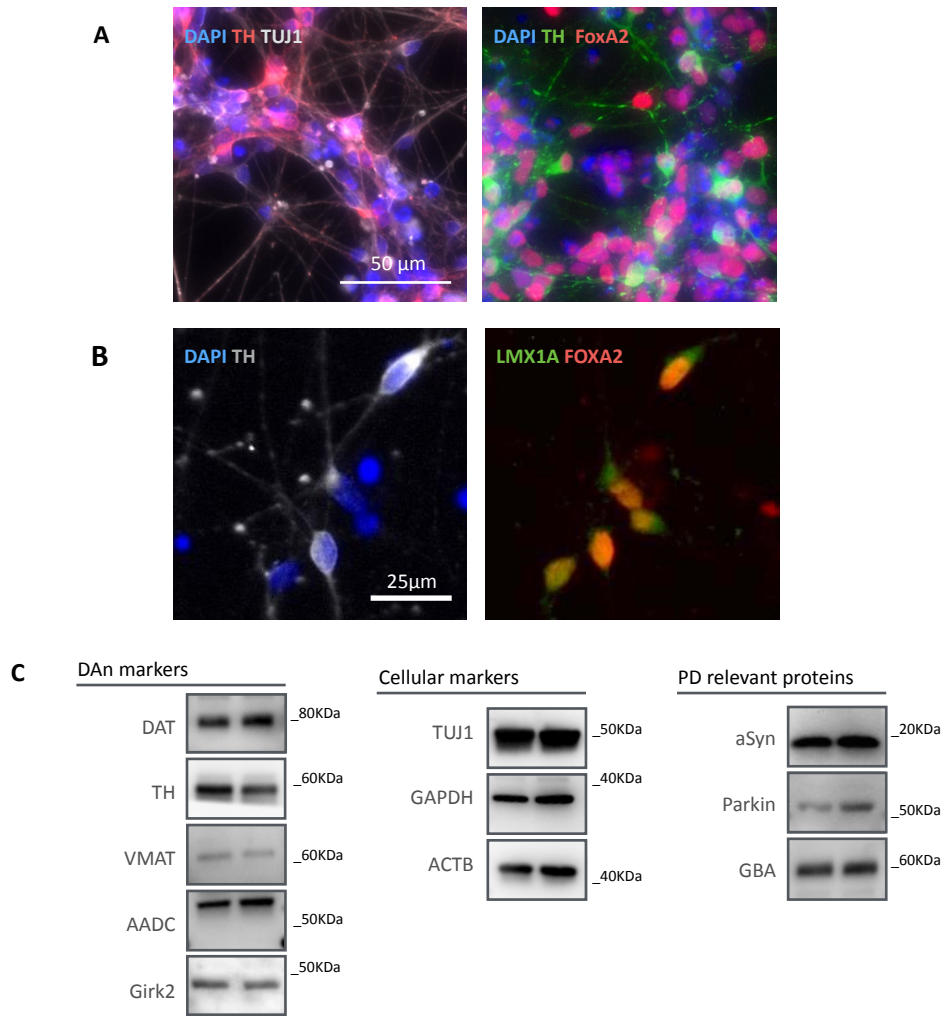 A
DAPI TH TUJ1
50 µm
DAPI TH FoxA2
B
DAPI TH
25µm
LMX1A FOXA2
C
DAn markers
DAT
_80KDa
TH
_60KDa
VMAT
_60KDa
AADC
_50KDa
Girk2
_50KDa
Cellular markers
TUJ1
_50KDa
GAPDH
_40KDa
ACTB
_40KDa
PD relevant proteins
aSyn
_20KDa
Parkin
_50KDa
GBA
_60KDa